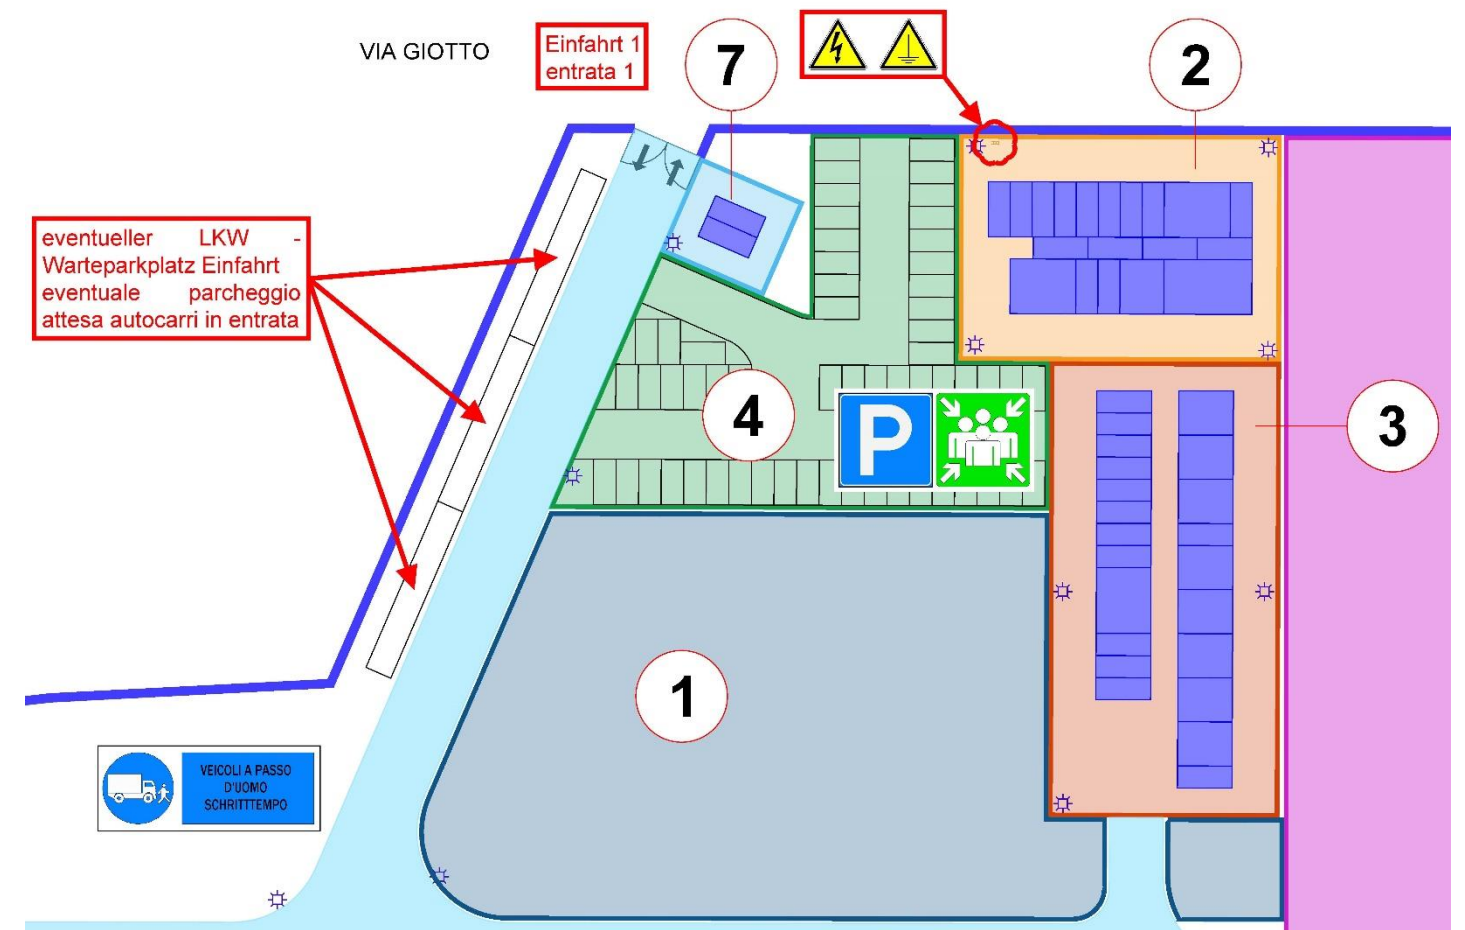 VIA GIOTTO
Einfahrt 1
entrata 1
7
2
eventueller LKW -
Warteparkplatz Einfahrt
eventuale parcheggio
attesa autocarri in entrata
4
P
3
1
VEICOLI A PASSO
D'UOMO
SCHRITTTEMPO